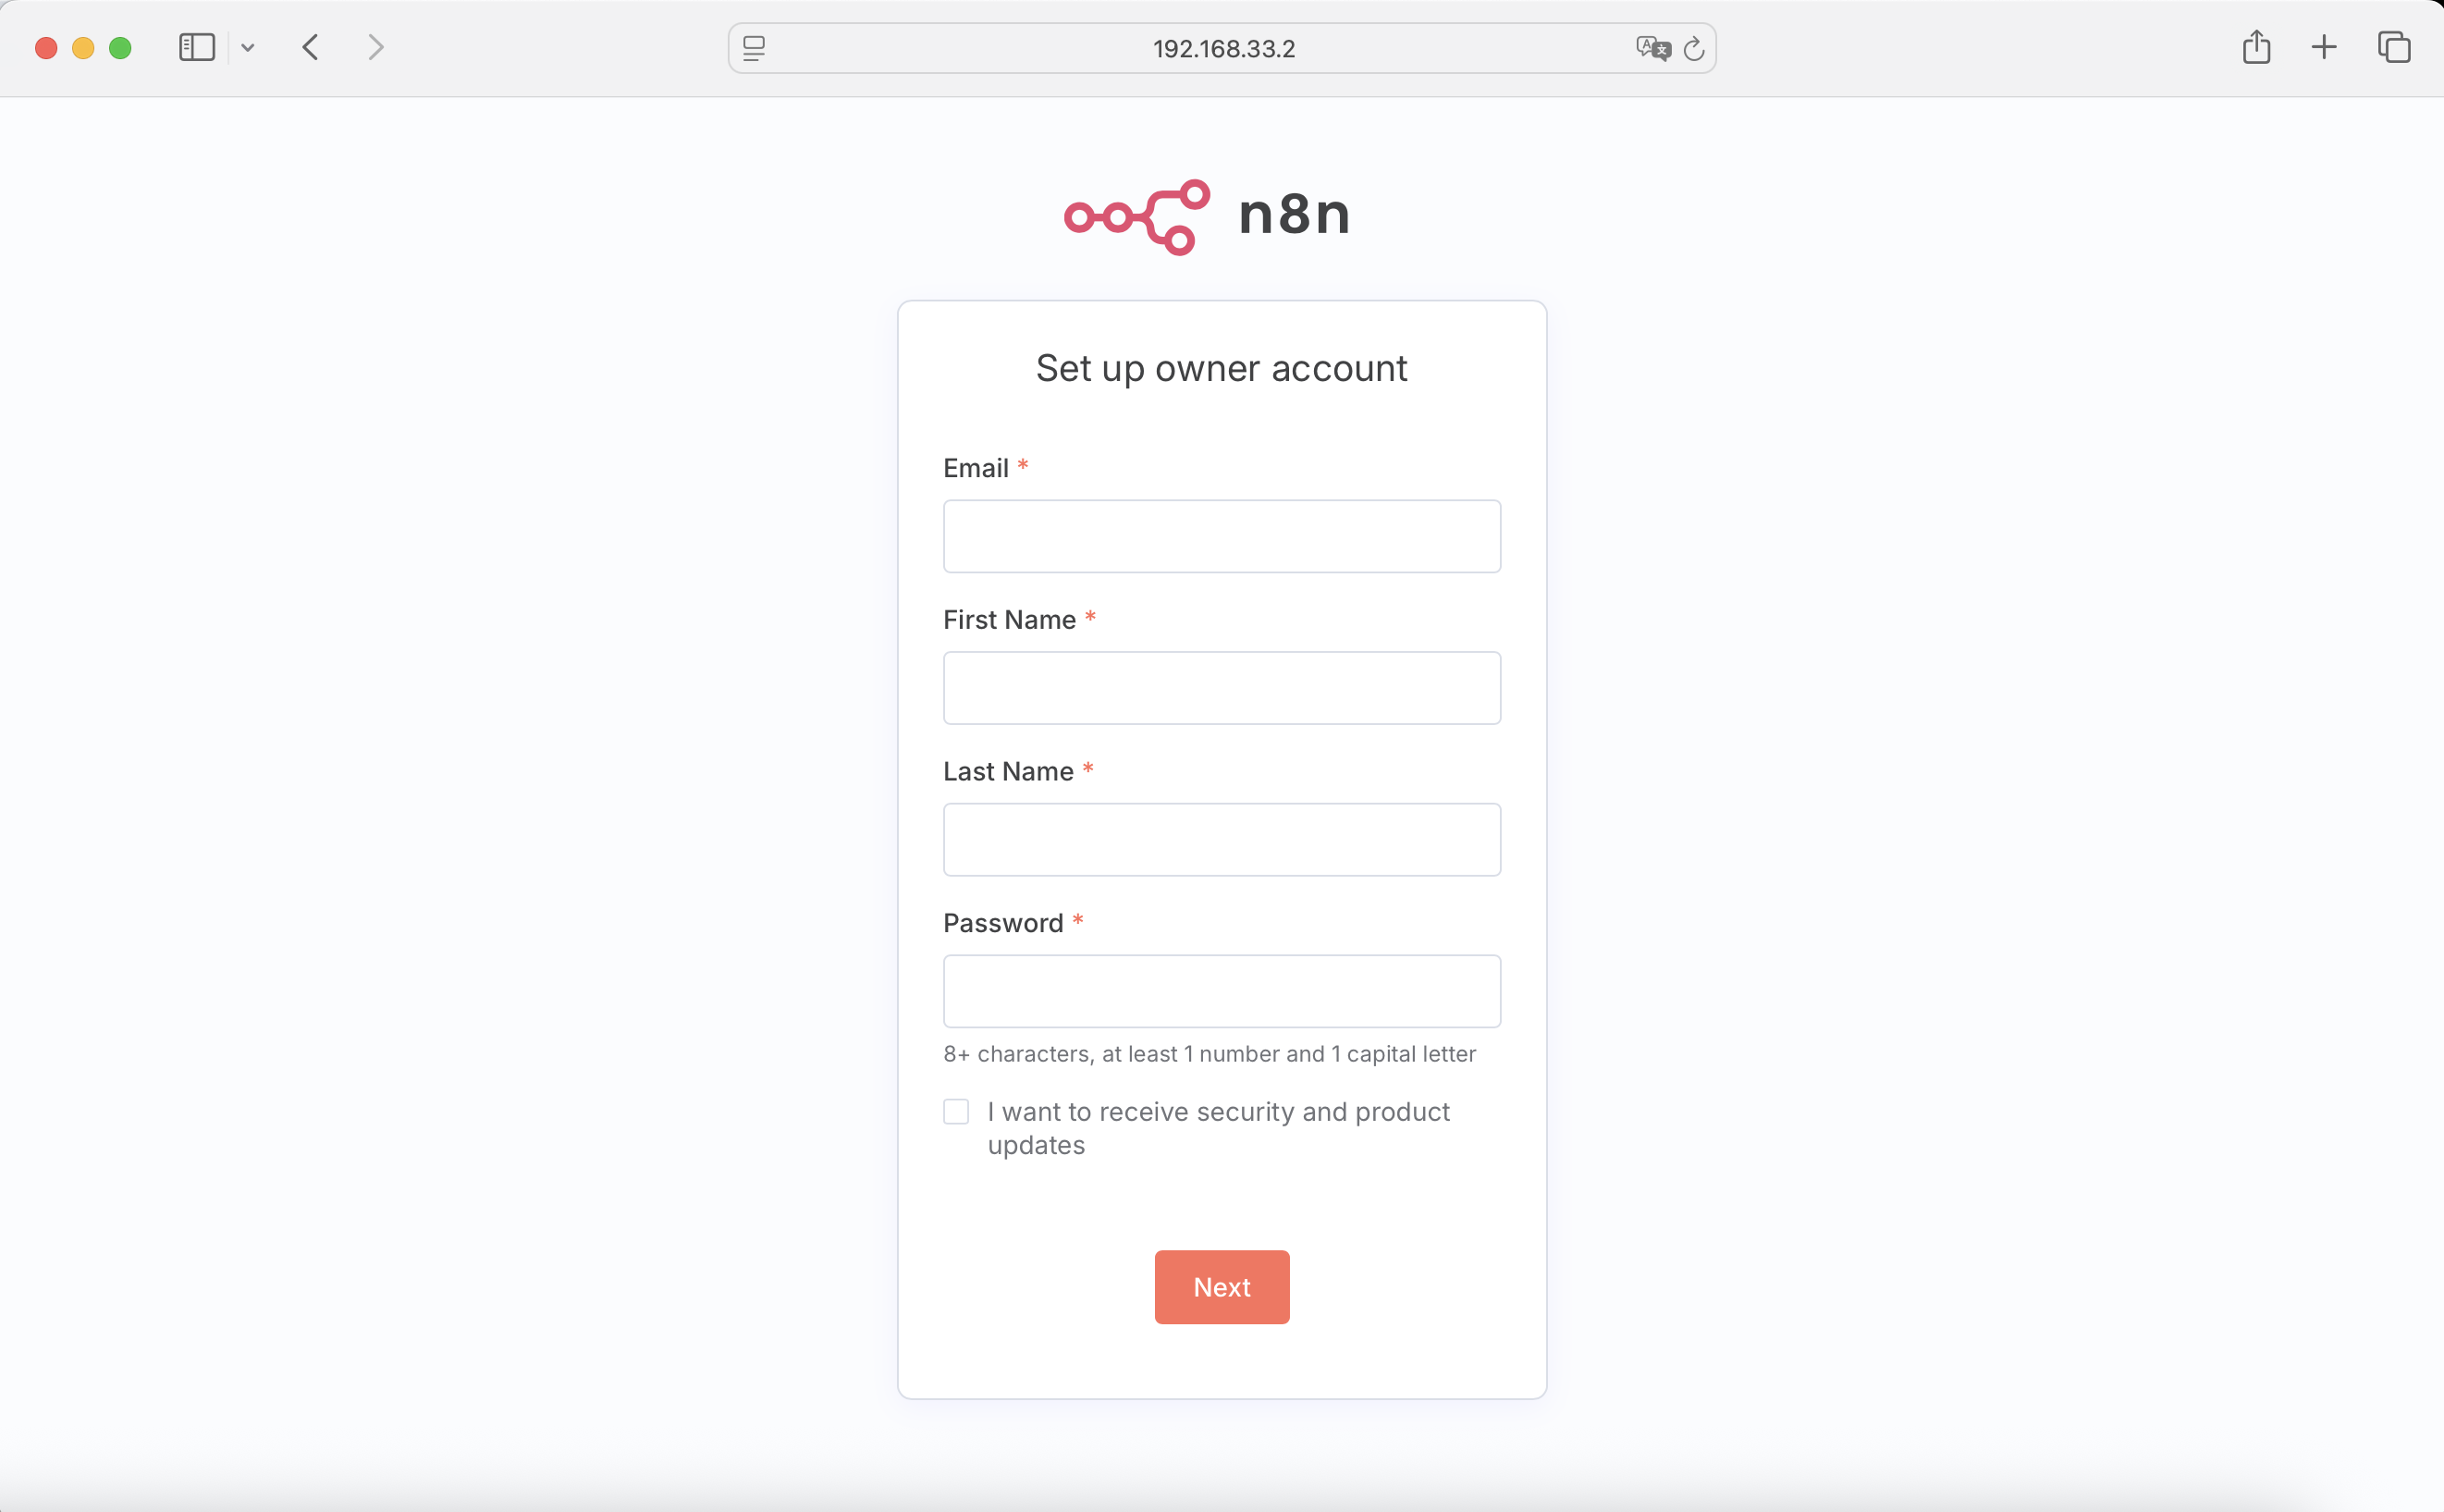 192.168.33.2
n8n
Set up owner account
Email *
First Name *
Last Name *
Password *
8+ characters, at least 1 number and 1 capital letter
I want to receive security and product
updates
Next